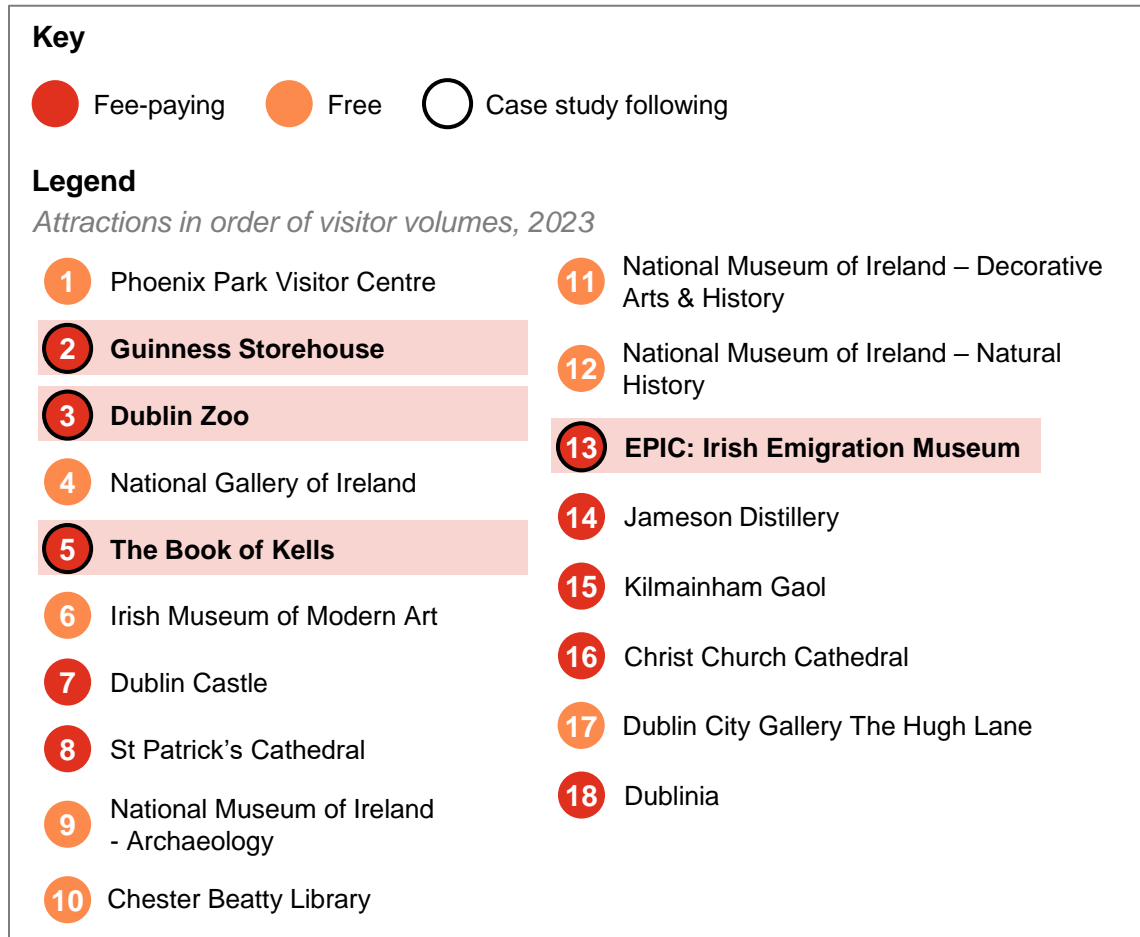 Key
Fee-paying
Free
Case study following
Legend
Attractions in order of visitor volumes, 2023
1 Phoenix Park Visitor Centre
2 Guinness Storehouse
3 Dublin Zoo
4 National Gallery of Ireland
5 The Book of Kells
6 Irish Museum of Modern Art
7 Dublin Castle
8 St Patrick’s Cathedral
9 National Museum of Ireland
- Archaeology
10 Chester Beatty Library
11 National Museum of Ireland – Decorative
Arts & History
12 National Museum of Ireland – Natural
History
13 EPIC: Irish Emigration Museum
14 Jameson Distillery
15 Kilmainham Gaol
16 Christ Church Cathedral
17 Dublin City Gallery The Hugh Lane
18 Dublinia